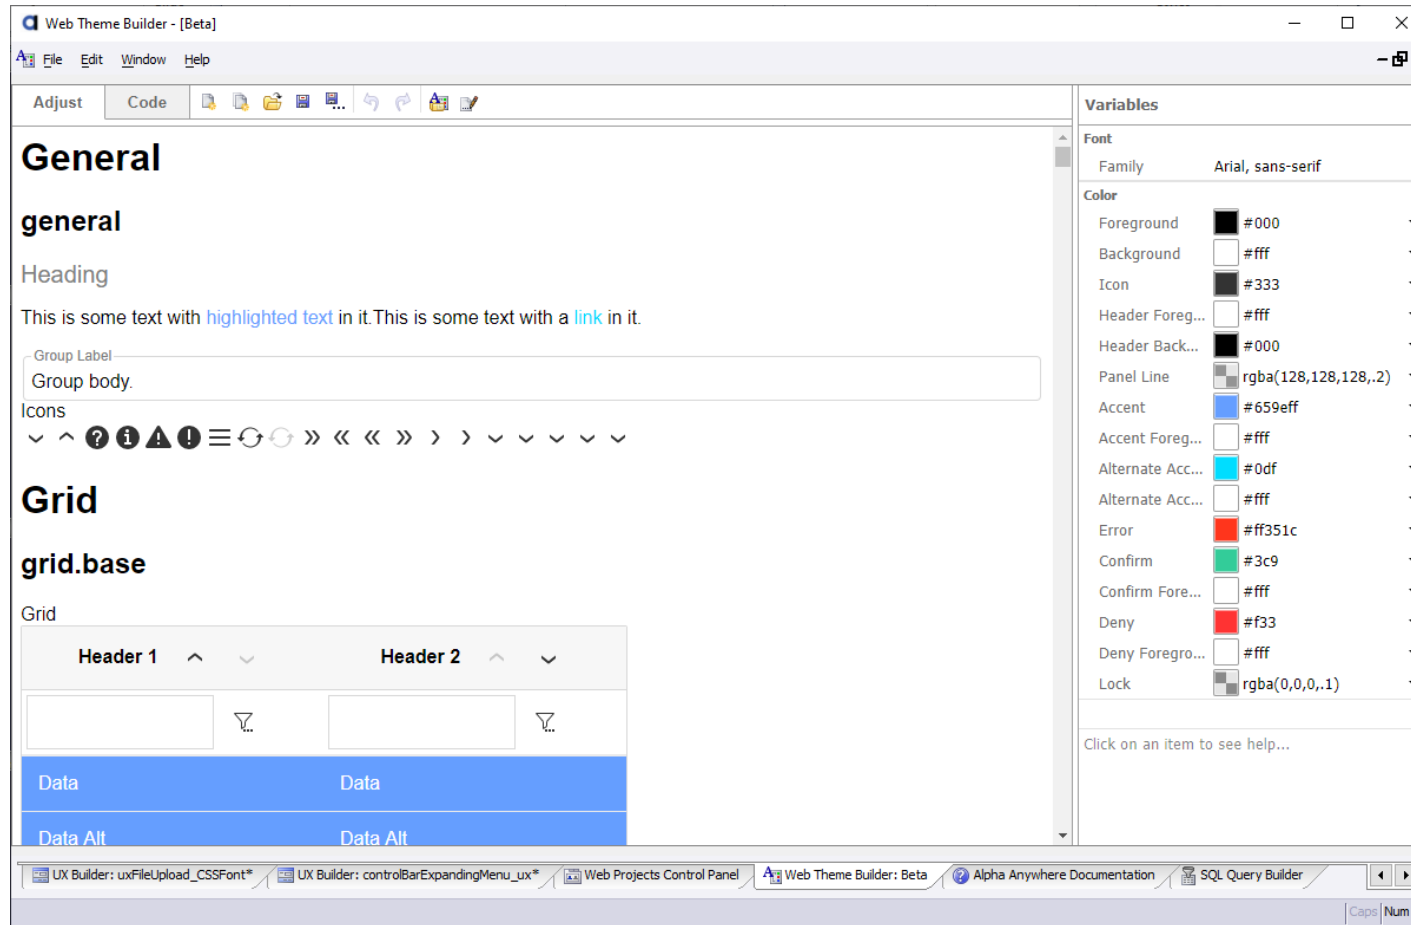 Web Theme Builder - [Beta]
File Edit Window Help
Adjust Code
General
general
Heading
This is some text with highlighted text in it.This is some text with a link in it.
Group Label
Group body.
Icons
Grid
grid.base
Grid
Header 1 Header 2
Data Data
Data Alt Data Alt
Variables
Font
Family Arial, sans-serif
Color
Foreground #000
Background #fff
Icon #333
Header Foreg... #fff
Header Back... #000
Panel Line rgba(128,128,128,.2)
Accent #659eff
Accent Foreg... #fff
Alternate Acc... #0df
Alternate Acc... #fff
Error #ff351c
Confirm #3c9
Confirm Fore... #fff
Deny #f33
Deny Foregro... #fff
Lock rgba(0,0,0,.1)
Click on an item to see help...
UX Builder: uxFileUpload_CSSFont* UX Builder: controlBarExpandingMenu_ux* Web Projects Control Panel Web Theme Builder: Beta Alpha Anywhere Documentation SQL Query Builder
Caps Num